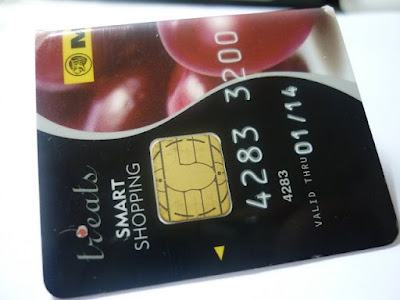 treats
SMART
SHOPPING
4283 3200
4283
VALID THRU 01/14